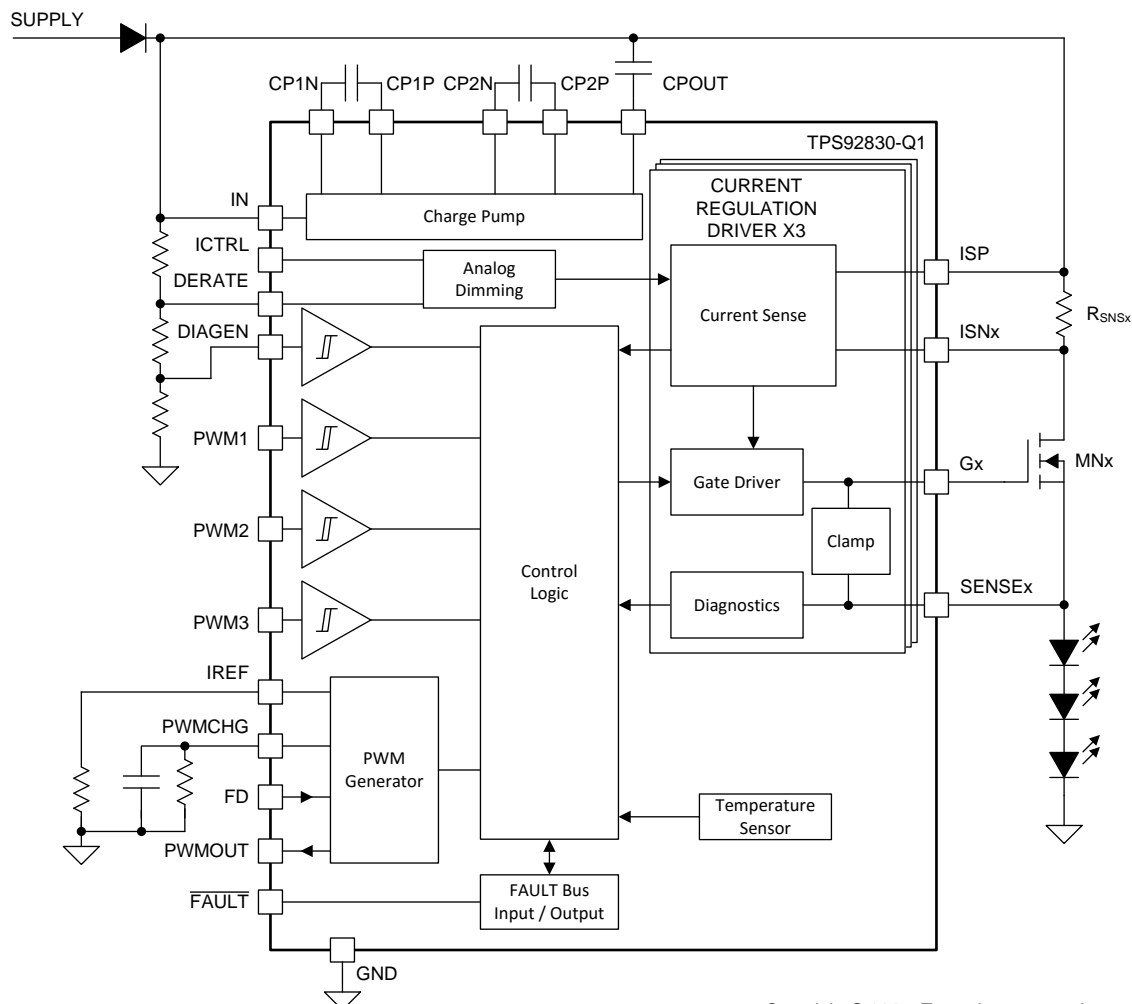 SUPPLY
CP1N
CP1P
CP2N
CP2P
CPOUT
TPS92830-Q1
IN
Charge Pump
CURRENT
REGULATION
DRIVER X3
ICTRL
Analog
Dimming
DERATE
ISP
Current Sense
RSNSx
DIAGEN
ISNx
PWM1
Gx
MNx
Gate Driver
PWM2
Clamp
Control
Logic
SENSEx
Diagnostics
PWM3
IREF
PWMCHG
PWM
Generator
FD
Temperature
Sensor
PWMOUT
FAULT
FAULT Bus
Input / Output
GND